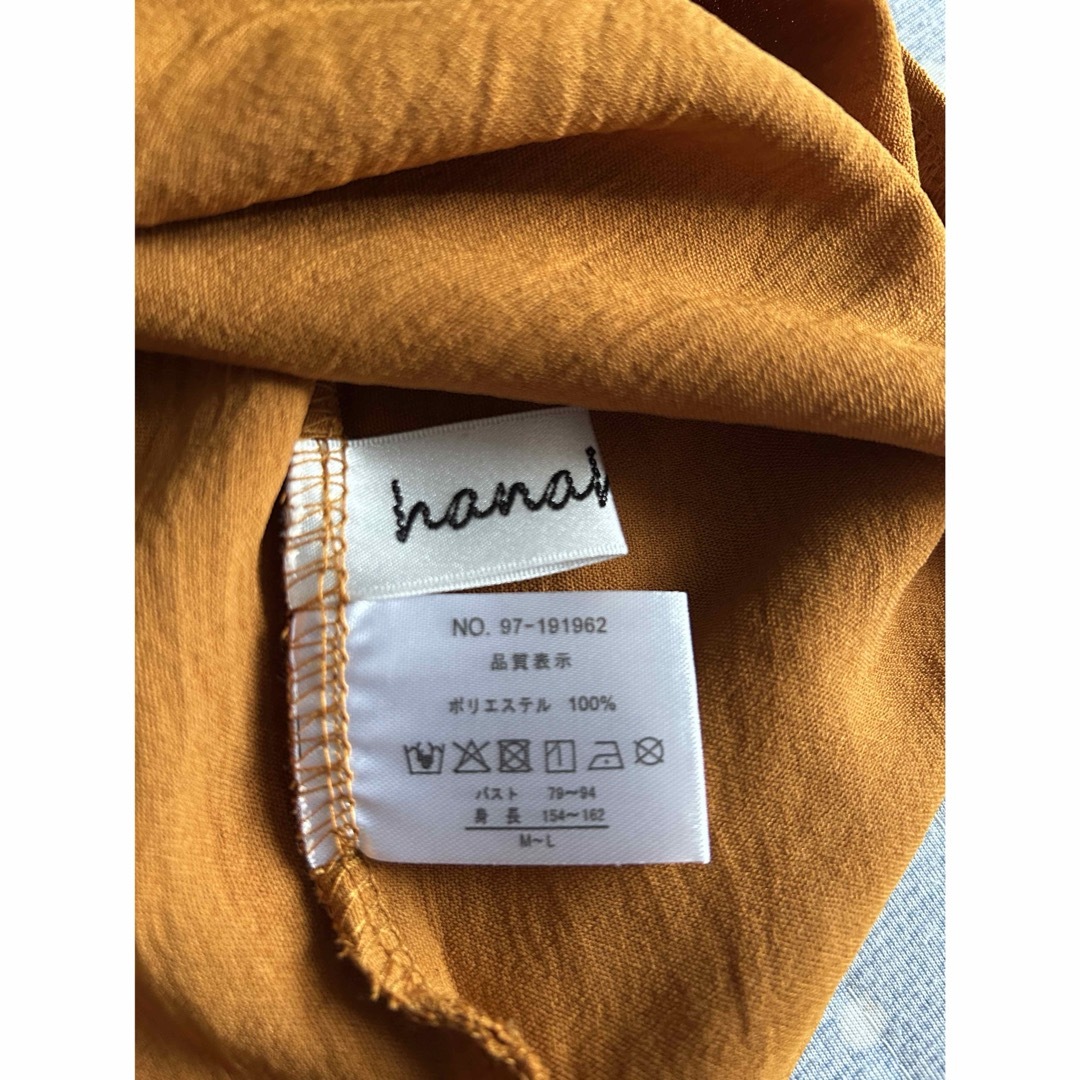 NO. 97-191962
品質表示
ポリエステル 100%
バスト 79〜94
身長 154〜162
M〜L